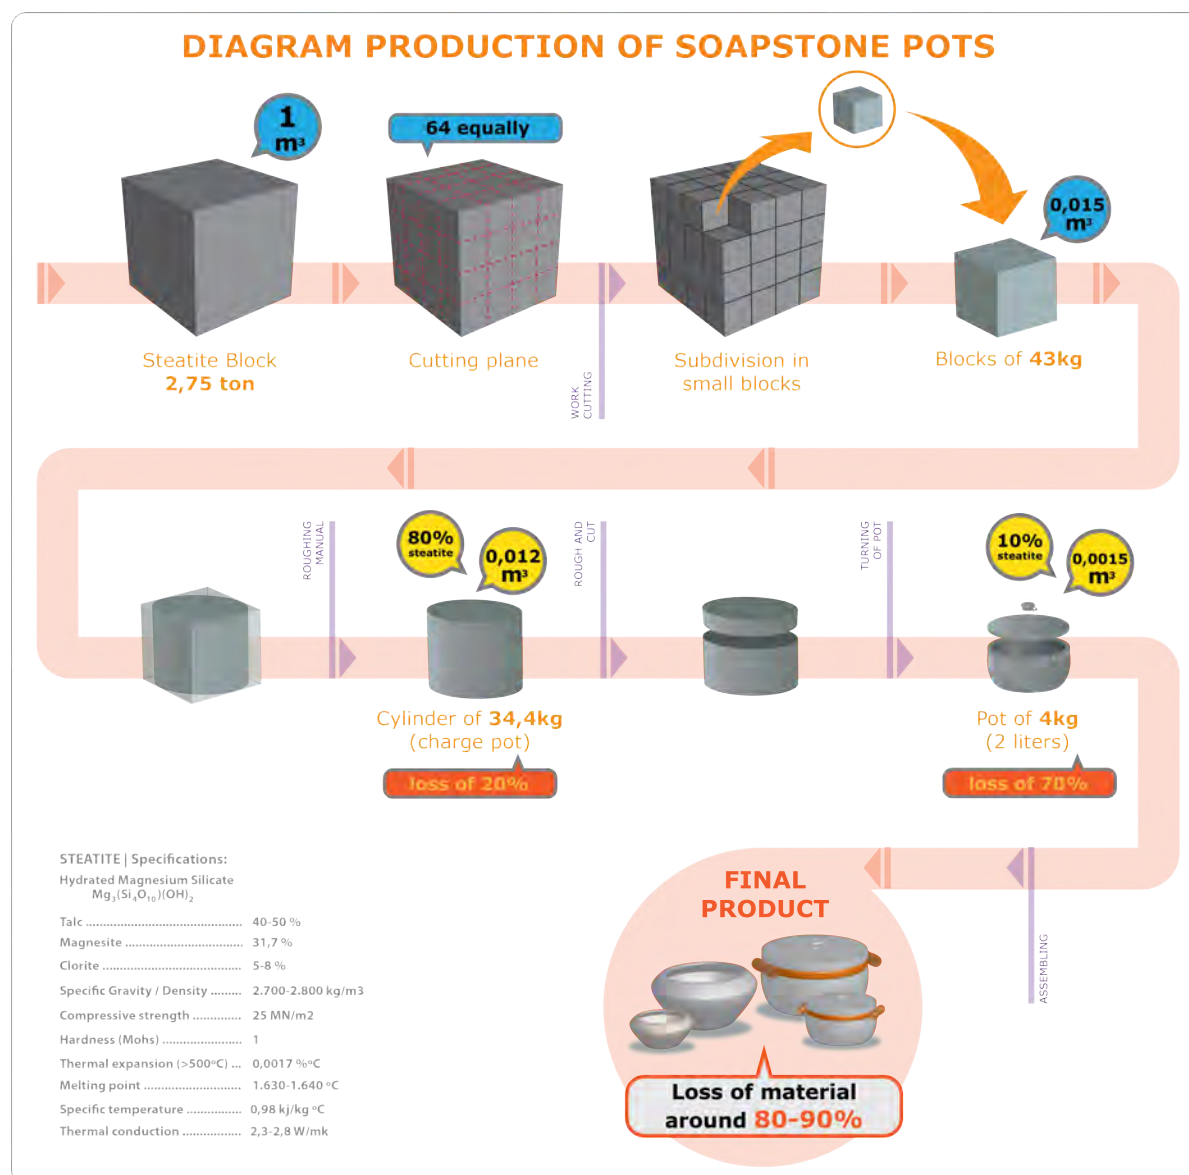 DIAGRAM PRODUCTION OF SOAPSTONE POTS
1
m³
64 equally
0,015
m³
Steatite Block
2,75 ton
Cutting plane
WORK
CUTTING
Subdivision in
small blocks
Blocks of 43kg
ROUGHING
MANUAL
80%
steatite
0,012
m³
ROUGH AND
CUT
TURNING
OF POT
10%
steatite
0,0015
m³
Cylinder of 34,4kg
(charge pot)
loss of 20%
Pot of 4kg
(2 liters)
loss of 70%
STEATITE | Specifications:
Hydrated Magnesium Silicate
Mg₃(Si₄O₁₀)(OH)₂
Talc .............................................. 40-50 %
Magnesite ................................... 31,7 %
Clorite ......................................... 5-8 %
Specific Gravity / Density ......... 2.700-2.800 kg/m3
Compressive strength .............. 25 MN/m2
Hardness (Mohs) ....................... 1
Thermal expansion (>500ºC) ... 0,0017 %ºC
Melting point ............................ 1.630-1.640 ºC
Specific temperature ................ 0,98 kj/kg ºC
Thermal conduction ................. 2,3-2,8 W/mk
FINAL
PRODUCT
ASSEMBLING
Loss of material
around 80-90%